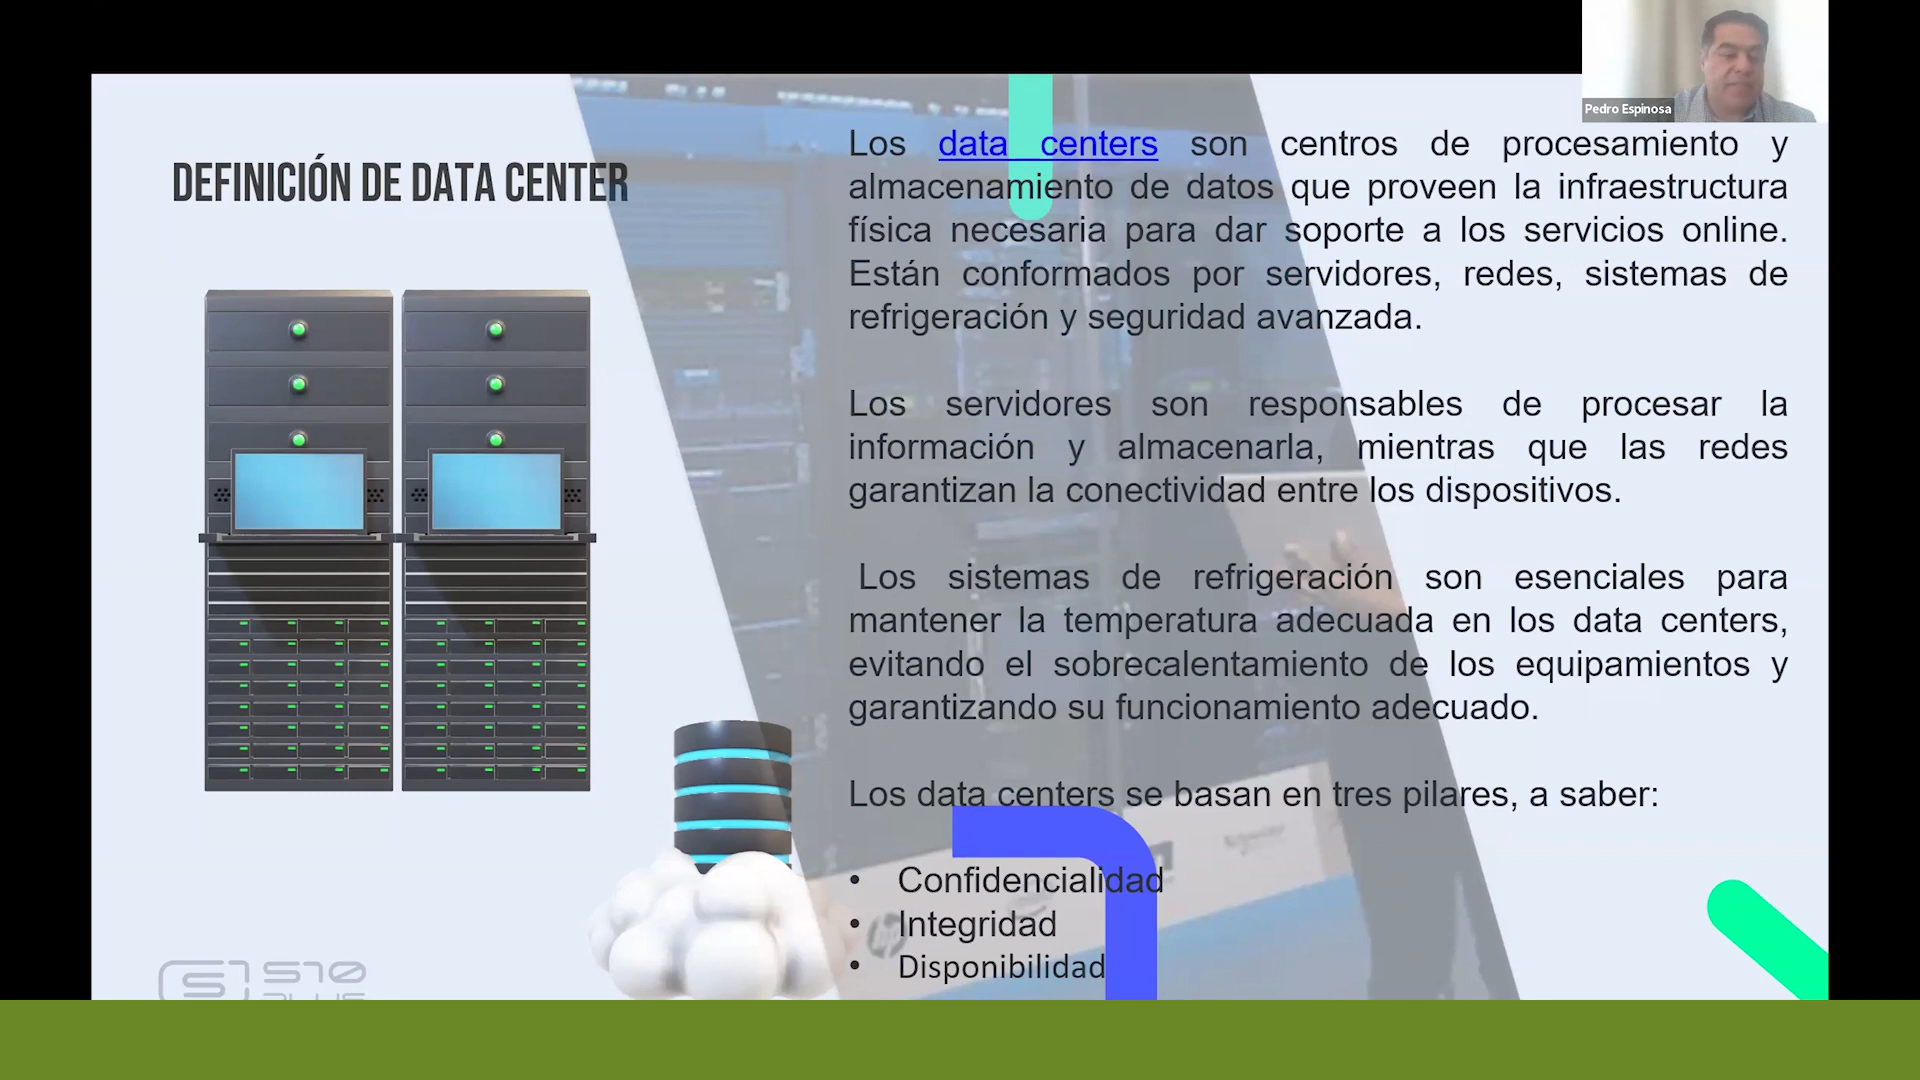 Pedro Espinosa
DEFINICIÓN DE DATA CENTER
Los data centers son centros de procesamiento y
almacenamiento de datos que proveen la infraestructura
física necesaria para dar soporte a los servicios online.
Están conformados por servidores, redes, sistemas de
refrigeración y seguridad avanzada.
Los servidores son responsables de procesar la
información y almacenarla, mientras que las redes
garantizan la conectividad entre los dispositivos.
Los sistemas de refrigeración son esenciales para
mantener la temperatura adecuada en los data centers,
evitando el sobrecalentamiento de los equipamientos y
garantizando su funcionamiento adecuado.
Los data centers se basan en tres pilares, a saber:
• Confidencialidad
• Integridad
• Disponibilidad
hp
S10
PLUS